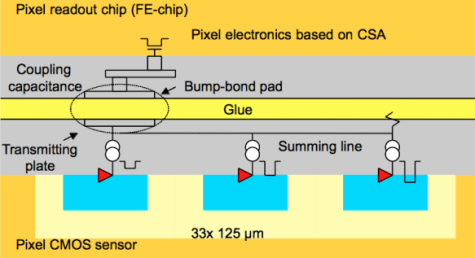 Pixel readout chip (FE-chip)
Pixel electronics based on CSA
Coupling
capacitance
Bump-bond pad
Glue
Transmitting
plate
Summing line
33x 125 µm
Pixel CMOS sensor